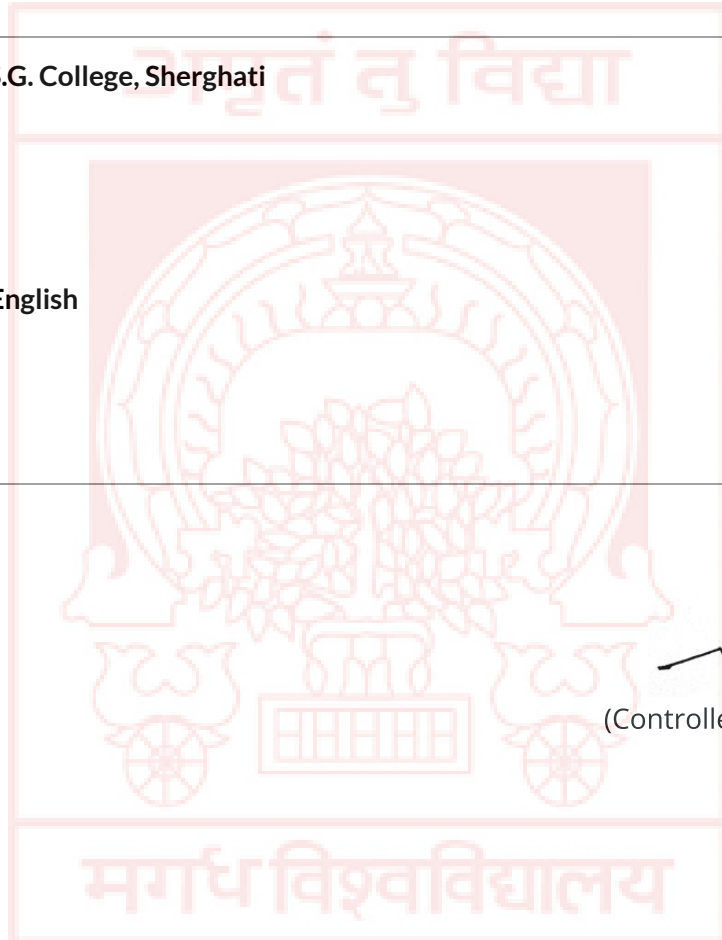 अमृतं तु विद्या
.G. College, Sherghati
English
(Controlle
मगध विश्वविद्यालय